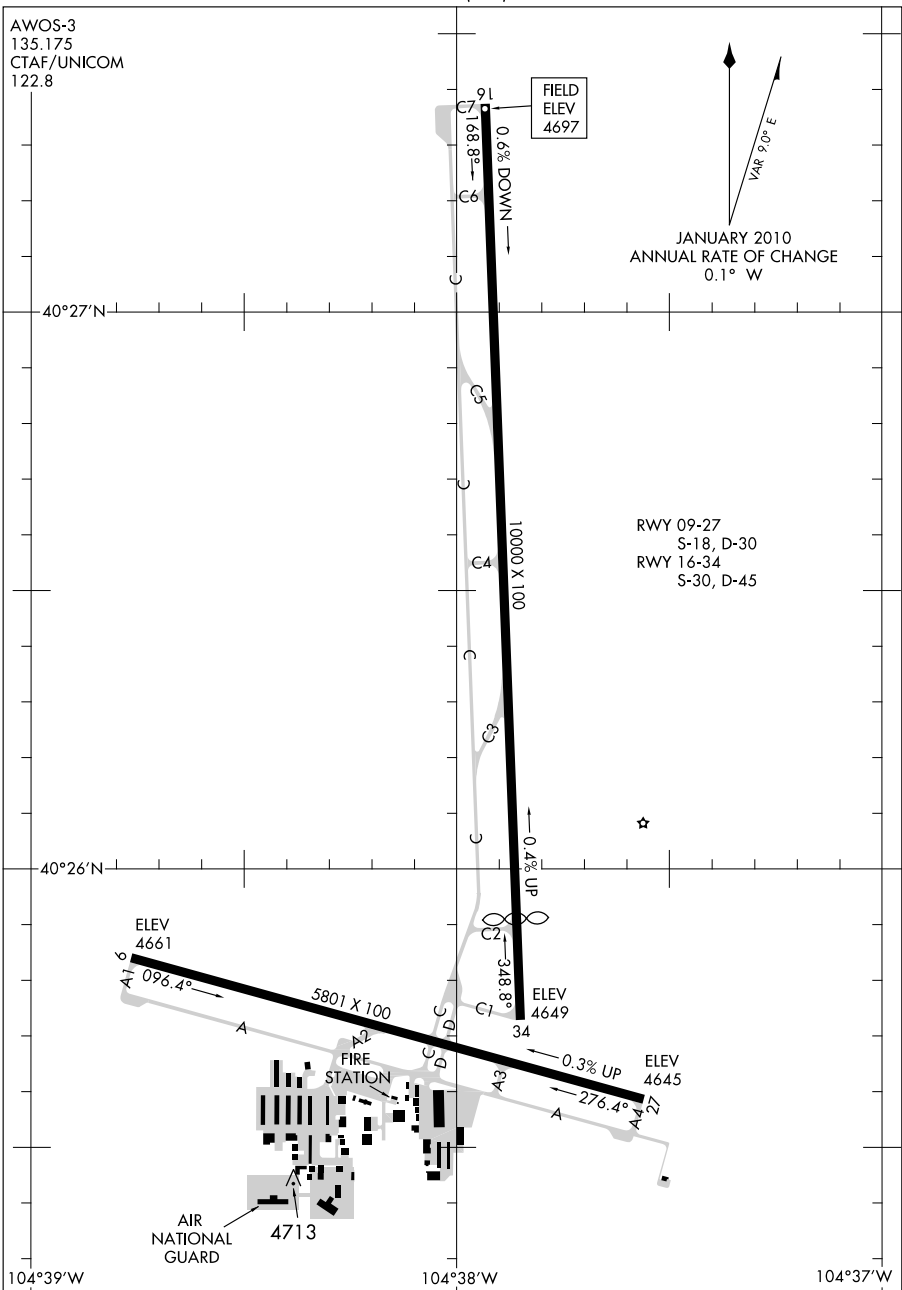 AWOS-3
135.175
CTAF/UNICOM
122.8
16
C7
FIELD
ELEV
4697
168.8°
0.6% DOWN
C6
VAR 9.0° E
JANUARY 2010
ANNUAL RATE OF CHANGE
0.1° W
C
40°27'N
C5
C
10000 X 100
RWY 09-27
S-18, D-30
RWY 16-34
S-30, D-45
C4
C
C3
C
0.4% UP
40°26'N
C2
348.8°
ELEV
4661
9
A1
096.4°
5801 X 100
C1
ELEV
4649
34
A
A2
C
D
C
D
0.3% UP
ELEV
4645
FIRE
STATION
A3
276.4°
27
A4
A
AIR
NATIONAL
GUARD
4713
104°39'W
104°38'W
104°37'W